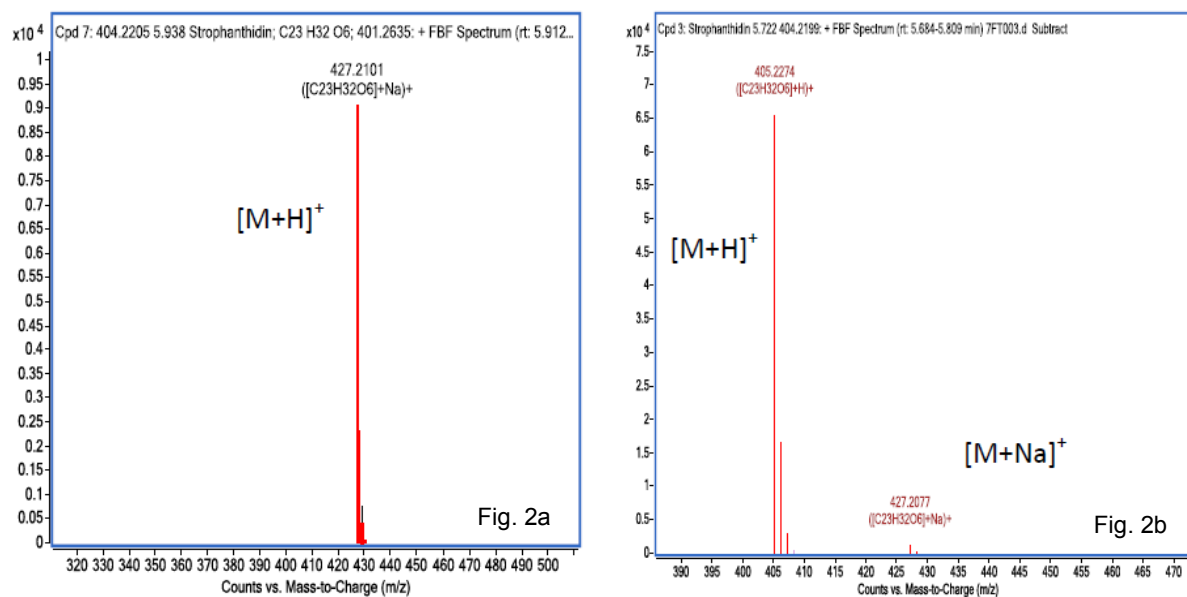 Cpd 7: 404.2205 5.938 Strophanthidin; C23 H32 O6; 401.2635: + FBF Spectrum (rt: 5.912...
x10⁴
1
0.95
0.9
0.85
0.8
0.75
0.7
0.65
0.6
0.55
0.5
0.45
0.4
0.35
0.3
0.25
0.2
0.15
0.1
0.05
0
427.2101
([C23H32O6]+Na)+
[M+H]⁺
Fig. 2a
320 330 340 350 360 370 380 390 400 410 420 430 440 450 460 470 480 490 500
Counts vs. Mass-to-Charge (m/z)
Cpd 3: Strophanthidin 5.722 404.2199: + FBF Spectrum (rt: 5.684-5.809 min) 7FT003.d Subtract
x10⁴
7.5
7
6.5
6
5.5
5
4.5
4
3.5
3
2.5
2
1.5
1
0.5
0
405.2274
([C23H32O6]+H)+
[M+H]⁺
[M+Na]⁺
427.2077
([C23H32O6]+Na)+
Fig. 2b
390 395 400 405 410 415 420 425 430 435 440 445 450 455 460 465 470
Counts vs. Mass-to-Charge (m/z)